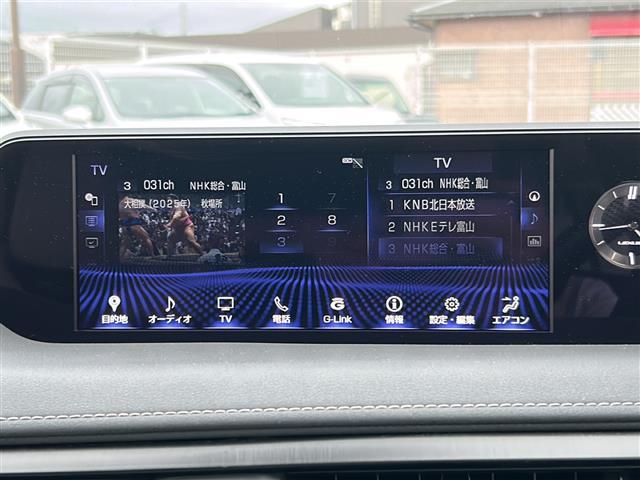 TV
3 031ch NHK総合・富山
大相撲(2025年) 秋場所
1 7
2 8
3 9
TV
3 031ch NHK総合・富山
1 KNB北日本放送
2 NHKEテレ富山
3 NHK総合・富山
LEXUS
目的地 オーディオ TV 電話 G-Link 情報 設定・編集 エアコン